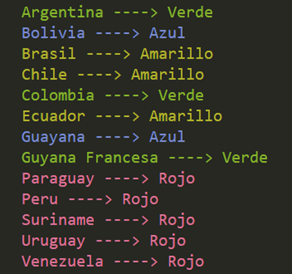 Argentina ----> Verde
Bolivia ----> Azul
Brasil ----> Amarillo
Chile ----> Amarillo
Colombia ----> Verde
Ecuador ----> Amarillo
Guayana ----> Azul
Guyana Francesa ----> Verde
Paraguay ----> Rojo
Peru ----> Rojo
Suriname ----> Rojo
Uruguay ----> Rojo
Venezuela ----> Rojo